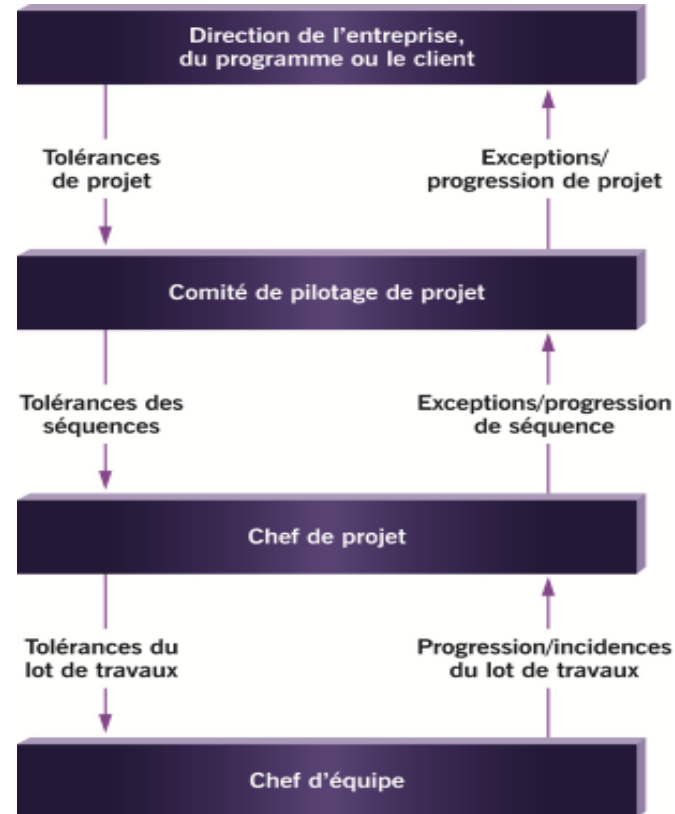 Direction de l'entreprise,
du programme ou le client
Tolérances
de projet
Exceptions/
progression de projet
Comité de pilotage de projet
Tolérances des
séquences
Exceptions/progression
de séquence
Chef de projet
Tolérances du
lot de travaux
Progression/incidences
du lot de travaux
Chef d'équipe